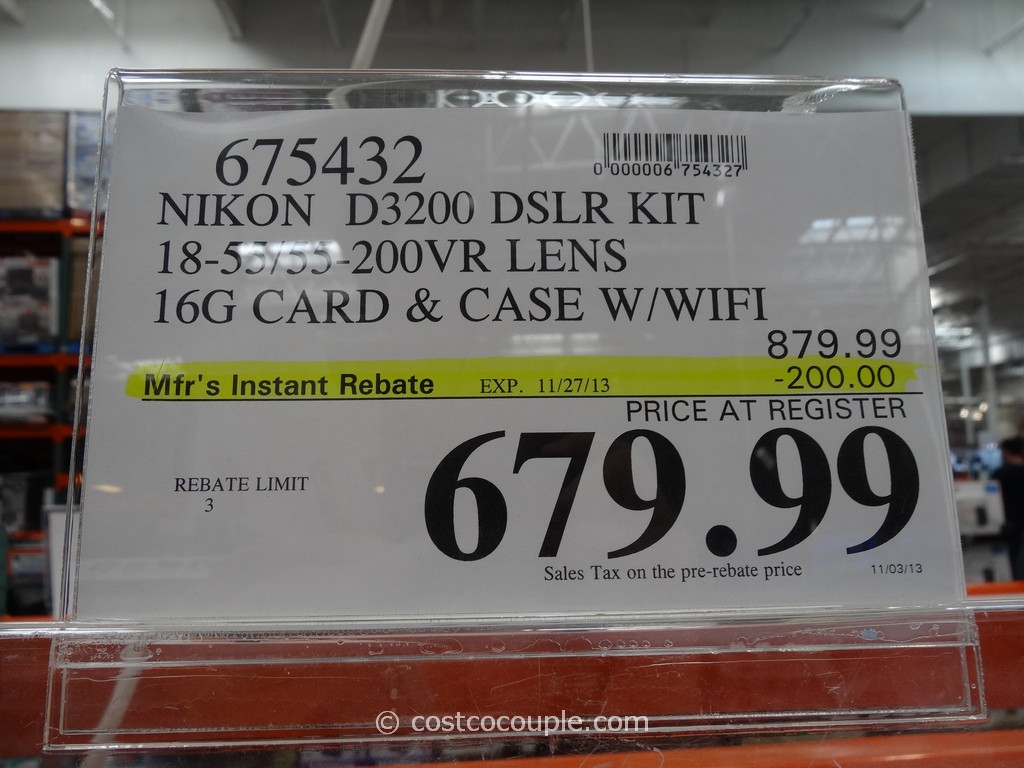 675432
0 000006 754327
NIKON D3200 DSLR KIT
18-55/55-200VR LENS
16G CARD & CASE W/WIFI
879.99
Mfr's Instant Rebate EXP. 11/27/13 -200.00
PRICE AT REGISTER
679.99
REBATE LIMIT
3
Sales Tax on the pre-rebate price 11/03/13
© costcocouple.com